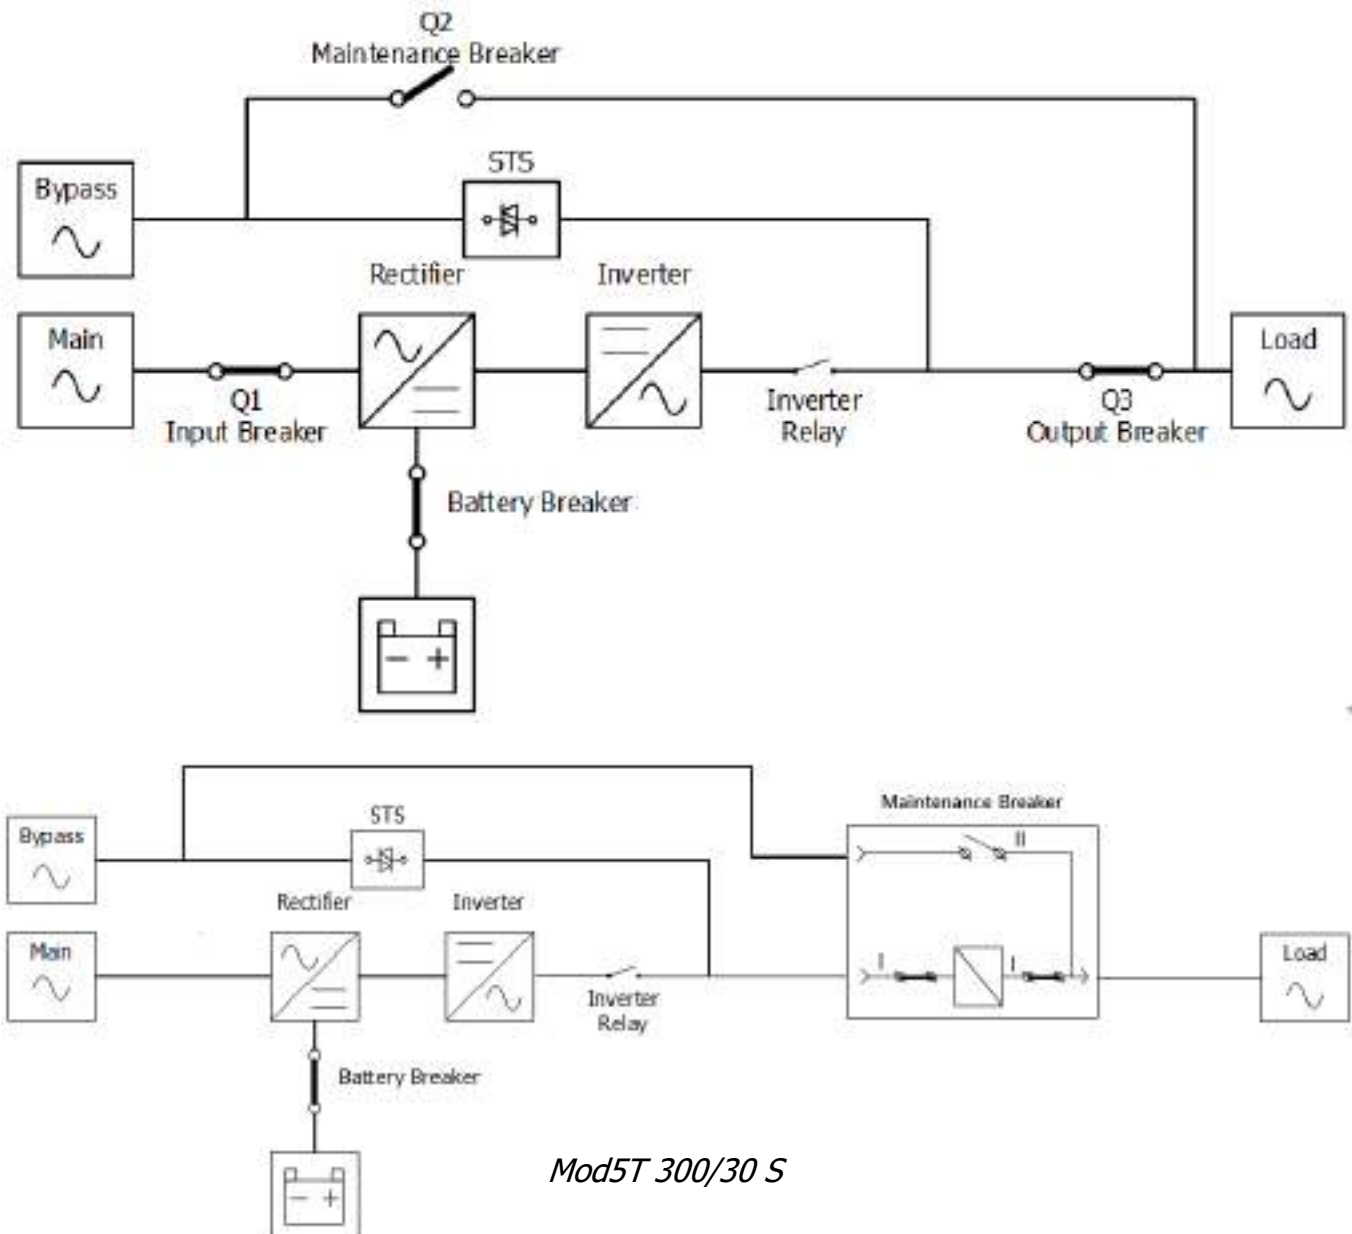 Q2
Maintenance Breaker
STS
Bypass
Rectifier
Inverter
Main
Load
Q1
Input Breaker
Inverter
Relay
Q3
Output Breaker
Battery Breaker
- +
Maintenance Breaker
STS
Bypass
II
Rectifier
Inverter
Main
I
I
Load
Inverter
Relay
Battery Breaker
- +
Mod5T 300/30 S